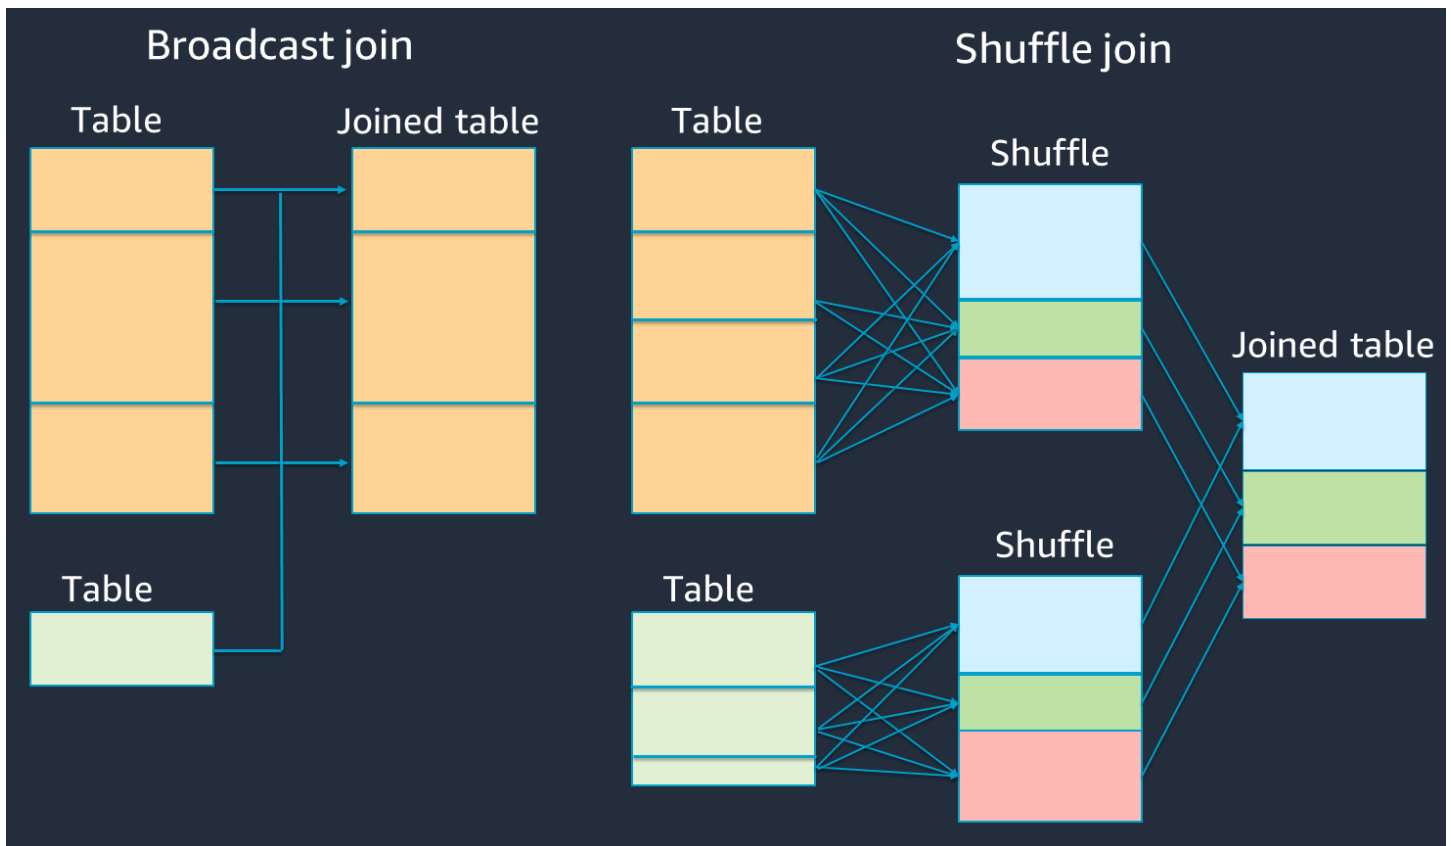 Broadcast join
Table
Joined table
Table
Shuffle join
Table
Shuffle
Joined table
Shuffle
Table